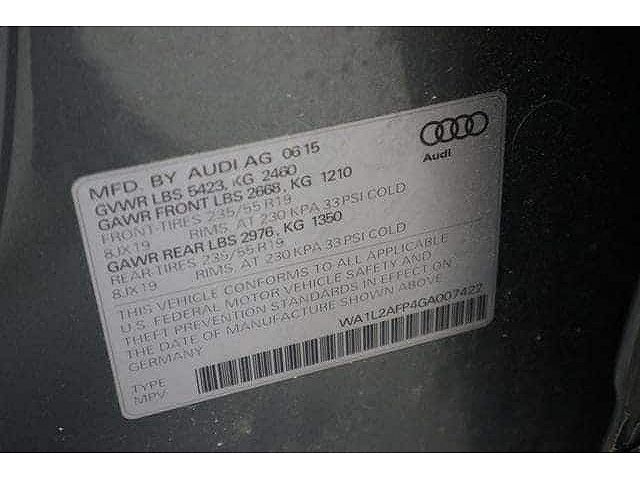 MFD. BY AUDI AG 06 15
Audi
GVWR LBS 5423, KG 2460
GAWR FRONT LBS 2668, KG 1210
FRONT-TIRES 235/55 R19
8JX19 RIMS, AT 230 KPA 33 PSI COLD
GAWR REAR LBS 2976, KG 1350
REAR-TIRES 235/55 R19
8JX19 RIMS, AT 230 KPA 33 PSI COLD
THIS VEHICLE CONFORMS TO ALL APPLICABLE
U.S. FEDERAL MOTOR VEHICLE SAFETY AND
THEFT PREVENTION STANDARDS IN EFFECT ON
THE DATE OF MANUFACTURE SHOWN ABOVE
GERMANY WA1L2AFP4GA007422
TYPE
MPV